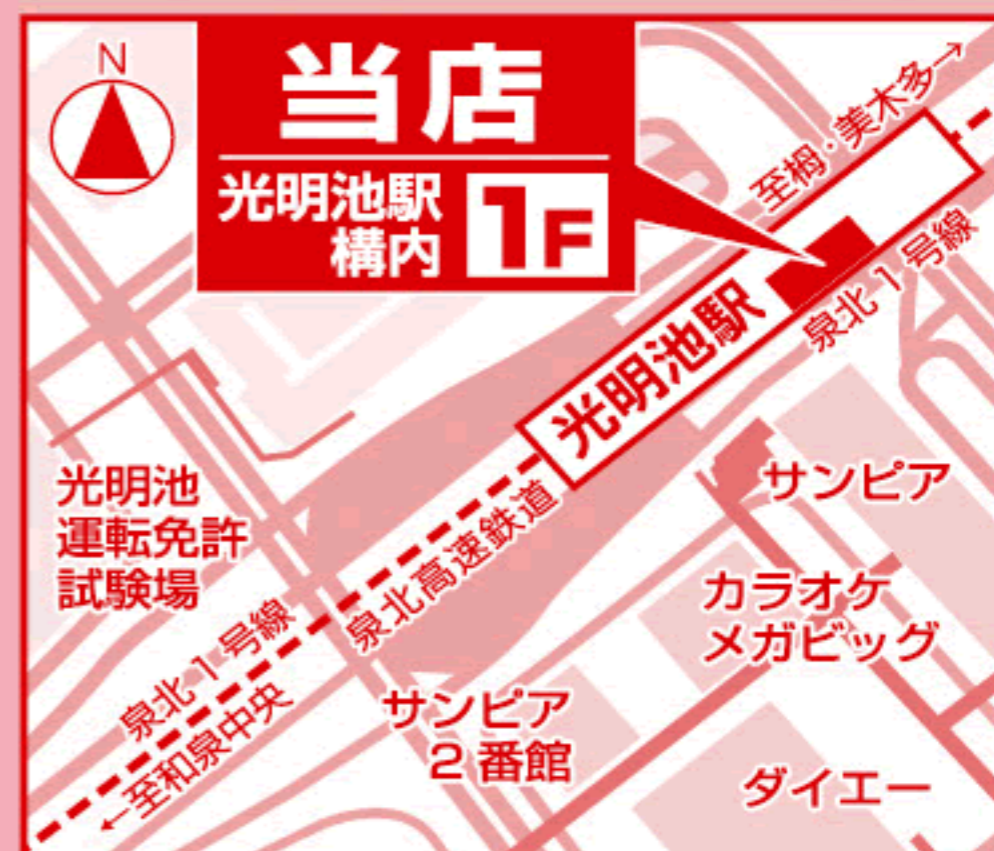 N
当店
光明池駅
構内
1F
至栂・美木多→
泉北1号線
光明池駅
サンピア
光明池
運転免許
試験場
泉北高速鉄道
カラオケ
メガビッグ
泉北1号線
←至和泉中央
サンピア
2番館
ダイエー